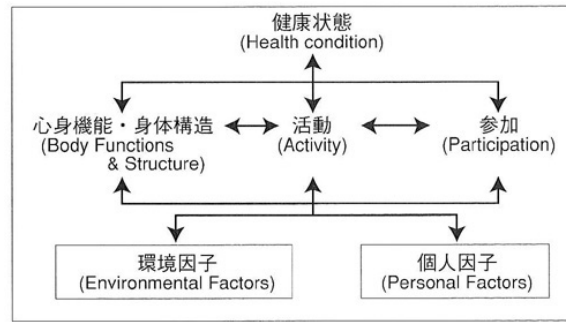 健康状態
(Health condition)
心身機能・身体構造
(Body Functions
& Structure)
活動
(Activity)
参加
(Participation)
環境因子
(Environmental Factors)
個人因子
(Personal Factors)